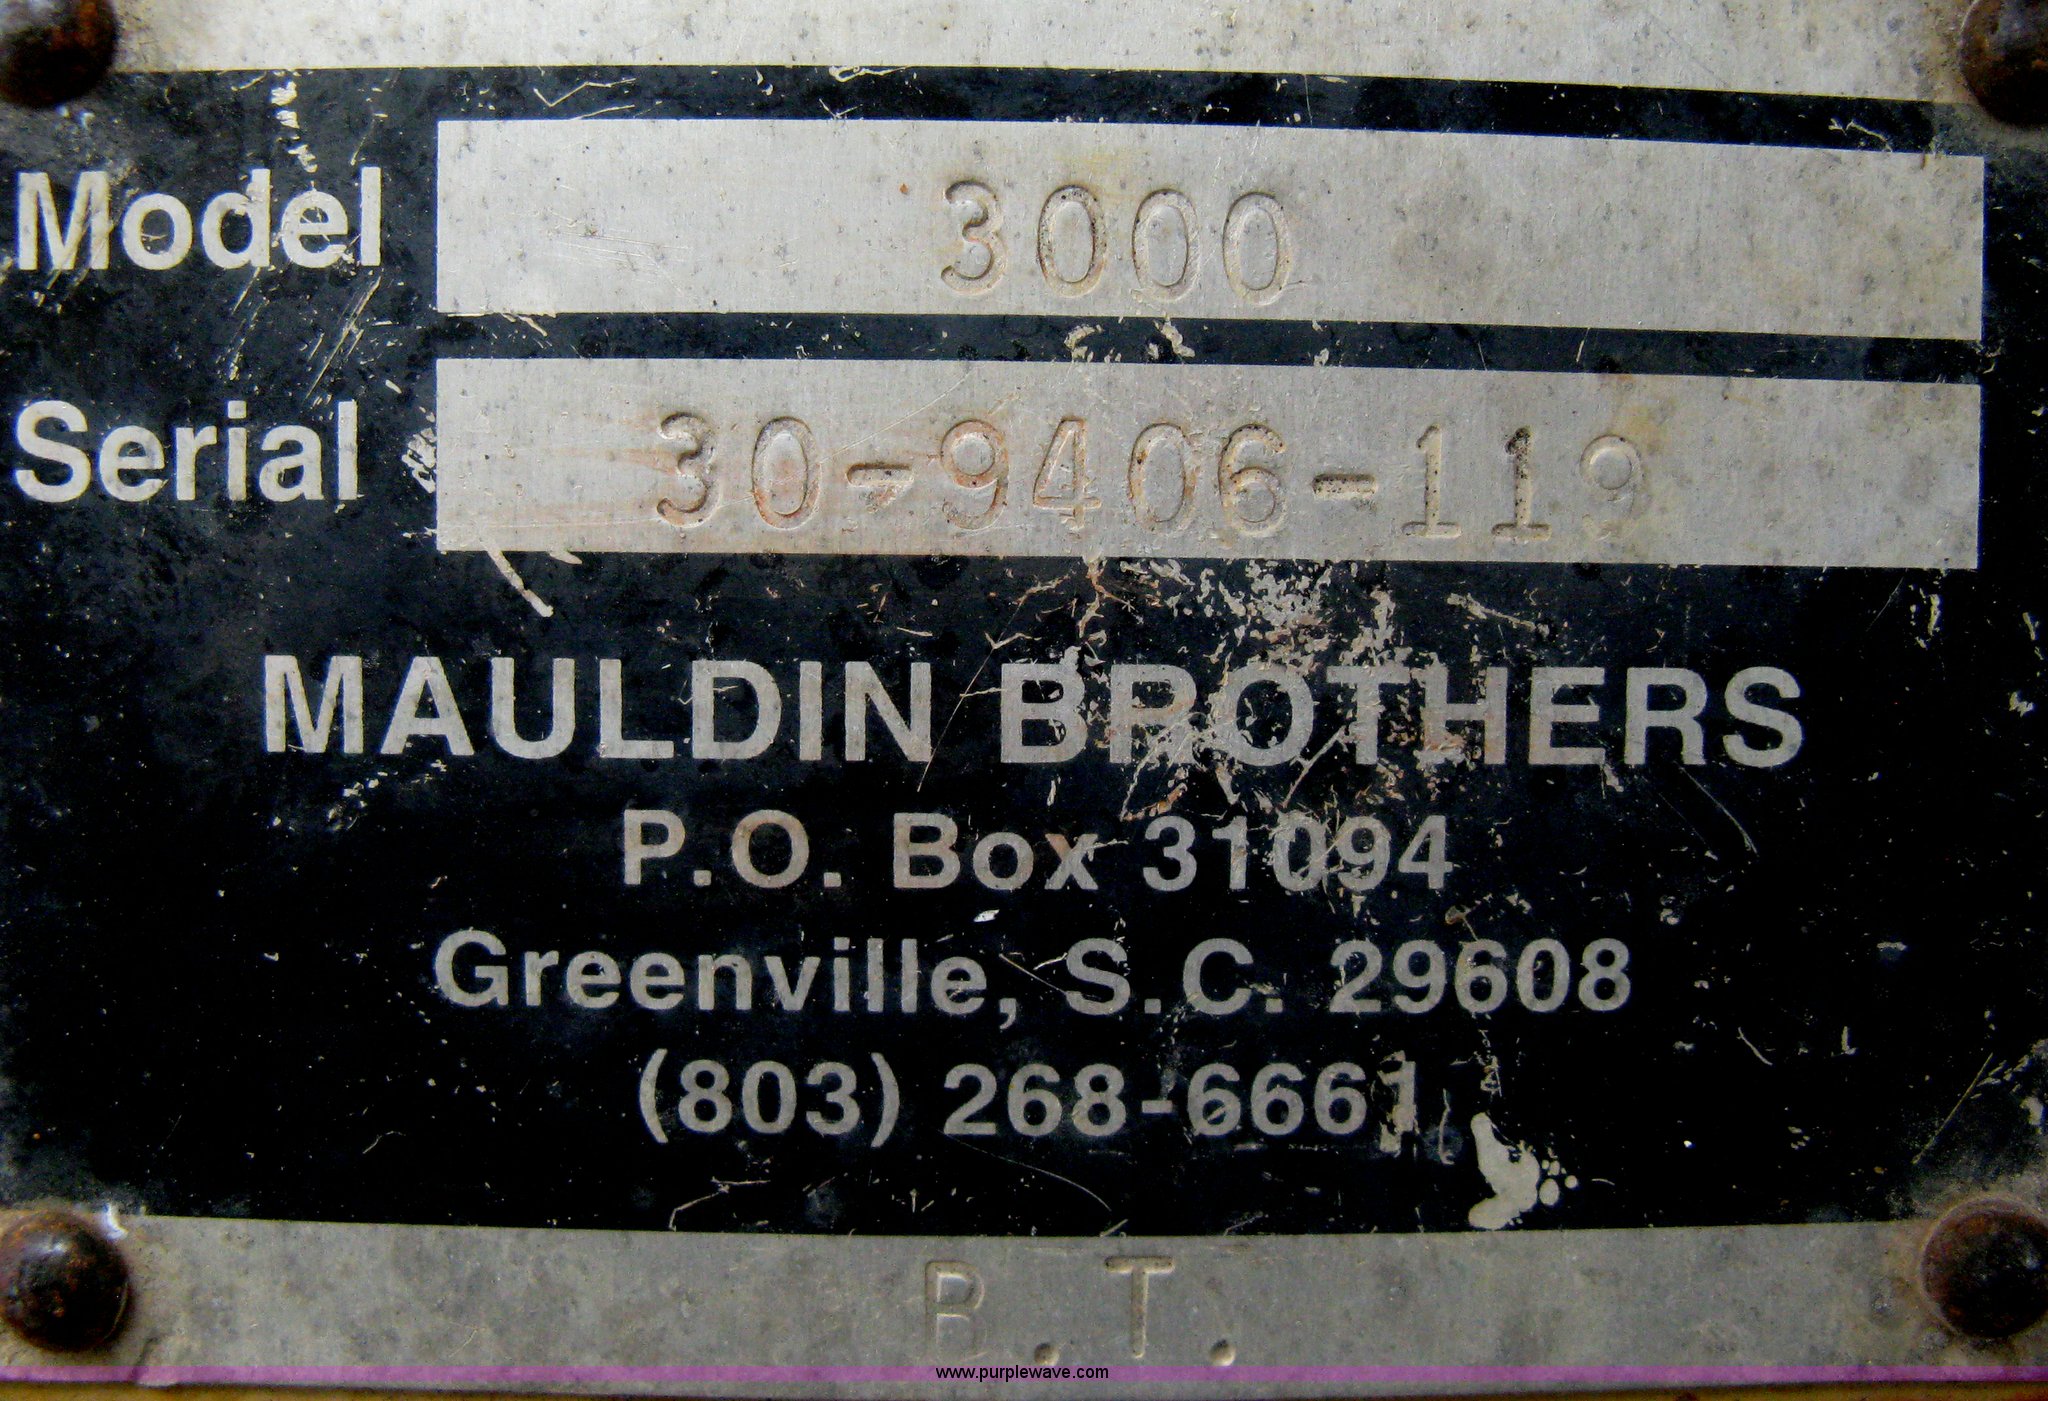 Model 3000
Serial 30-9406-119
MAULDIN BROTHERS
P.O. Box 31094
Greenville, S.C. 29608
(803) 268-6661
B.T.
www.purplewave.com